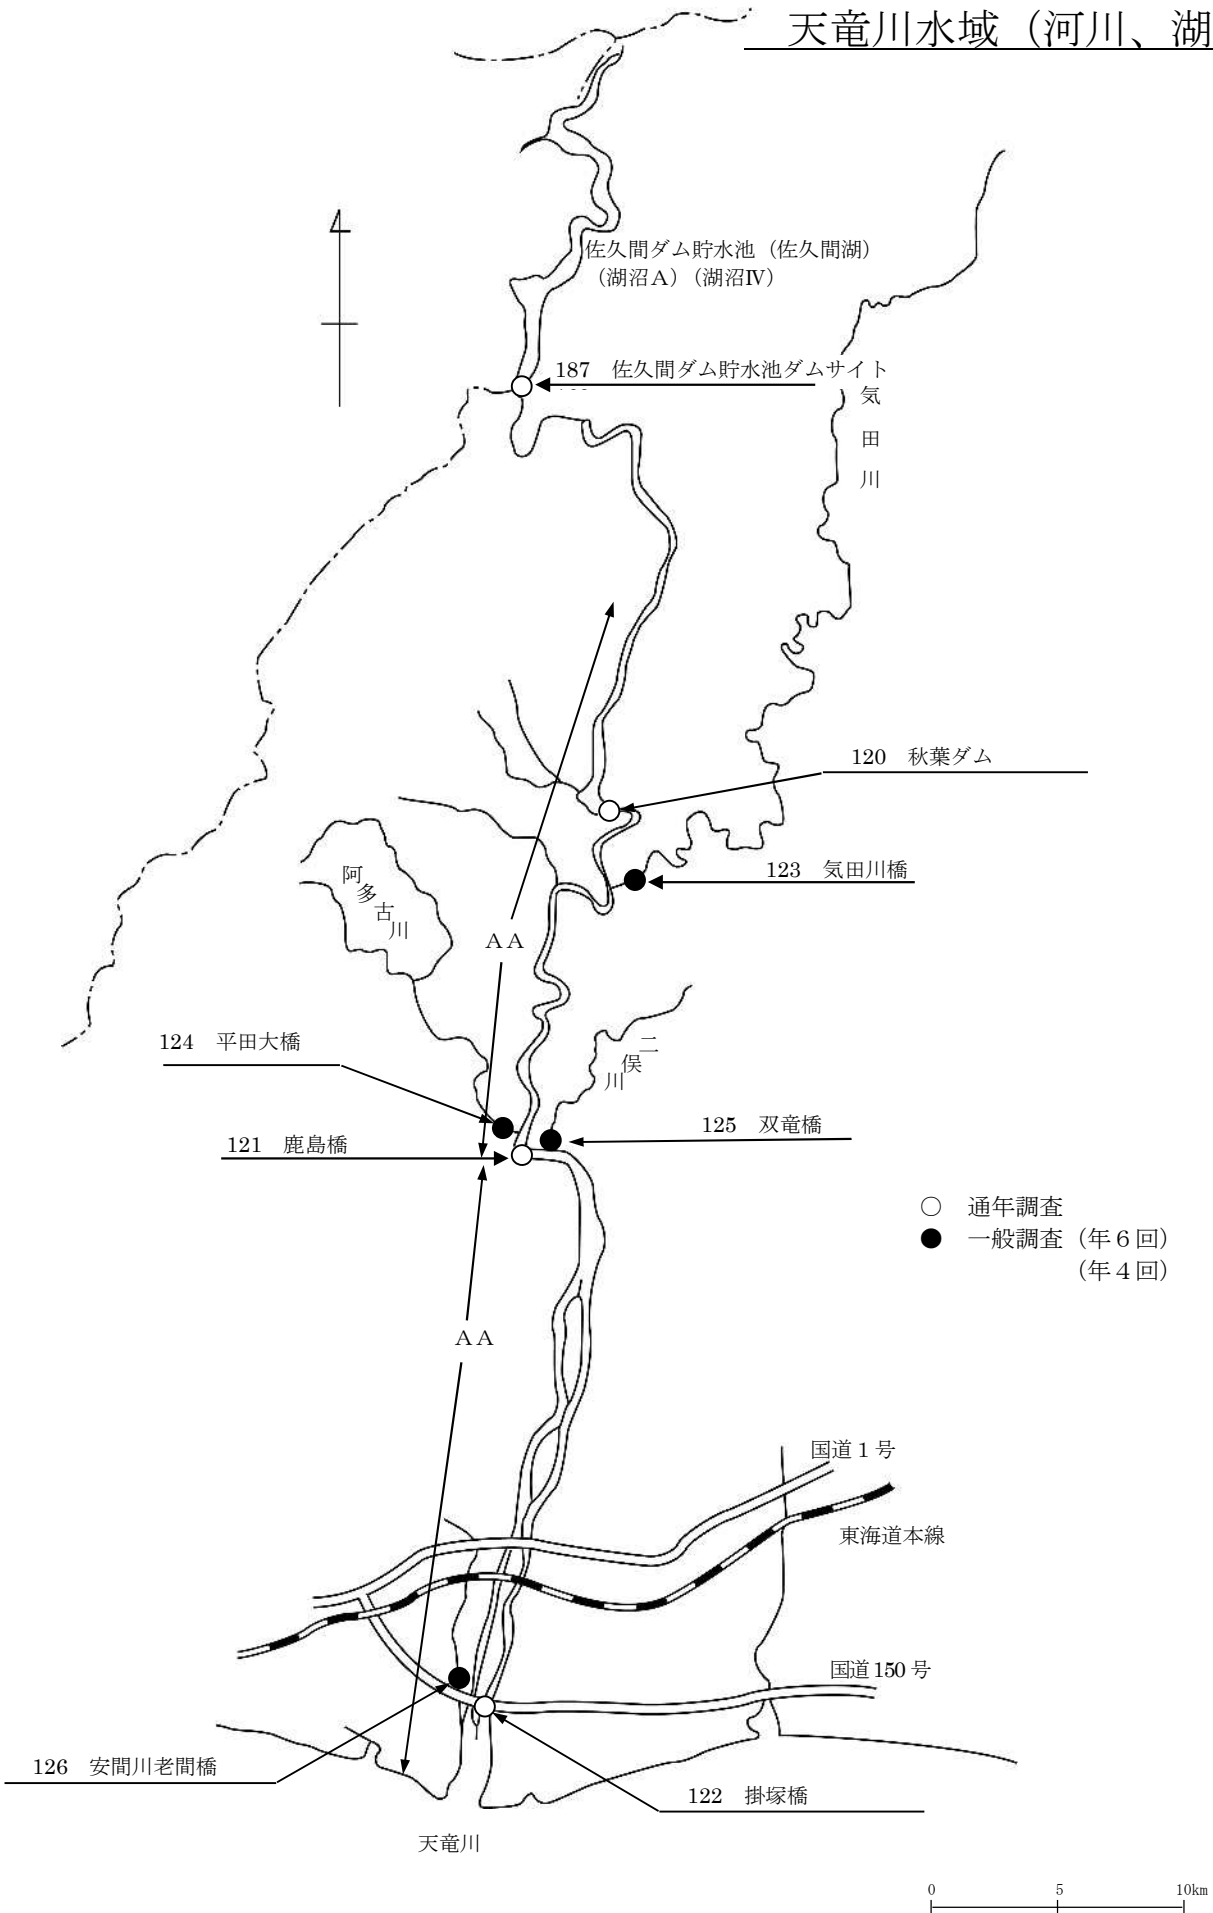 天竜川水域（河川、湖
佐久間ダム貯水池（佐久間湖）
（湖沼Ａ）（湖沼Ⅳ）
187　佐久間ダム貯水池ダムサイト
気田川
120　秋葉ダム
123　気田川橋
阿多古川
ＡＡ
124　平田大橋
二俣川
125　双竜橋
121　鹿島橋
○　通年調査
●　一般調査（年６回）
（年４回）
ＡＡ
国道１号
東海道本線
国道150号
126　安間川老間橋
122　掛塚橋
天竜川
0　5　10km